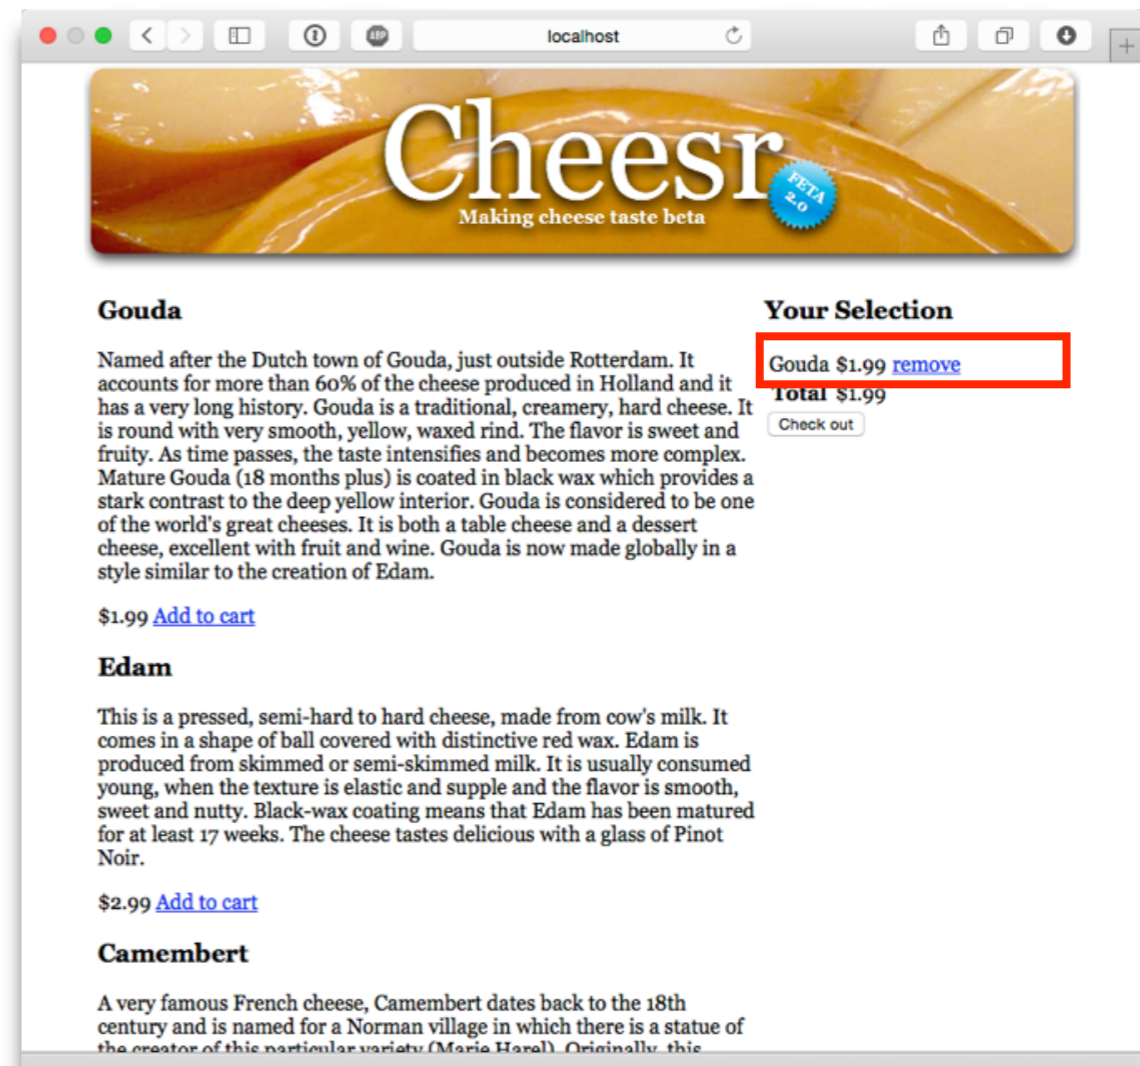 localhost
Cheesr
FETA
2.0
Making cheese taste beta
Gouda
Named after the Dutch town of Gouda, just outside Rotterdam. It
accounts for more than 60% of the cheese produced in Holland and it
has a very long history. Gouda is a traditional, creamery, hard cheese. It
is round with very smooth, yellow, waxed rind. The flavor is sweet and
fruity. As time passes, the taste intensifies and becomes more complex.
Mature Gouda (18 months plus) is coated in black wax which provides a
stark contrast to the deep yellow interior. Gouda is considered to be one
of the world's great cheeses. It is both a table cheese and a dessert
cheese, excellent with fruit and wine. Gouda is now made globally in a
style similar to the creation of Edam.
$1.99 Add to cart
Edam
This is a pressed, semi-hard to hard cheese, made from cow's milk. It
comes in a shape of ball covered with distinctive red wax. Edam is
produced from skimmed or semi-skimmed milk. It is usually consumed
young, when the texture is elastic and supple and the flavor is smooth,
sweet and nutty. Black-wax coating means that Edam has been matured
for at least 17 weeks. The cheese tastes delicious with a glass of Pinot
Noir.
$2.99 Add to cart
Camembert
A very famous French cheese, Camembert dates back to the 18th
century and is named for a Norman village in which there is a statue of
the creator of this particular variety (Marie Harel). Originally, this
Your Selection
Gouda $1.99 remove
Total $1.99
Check out